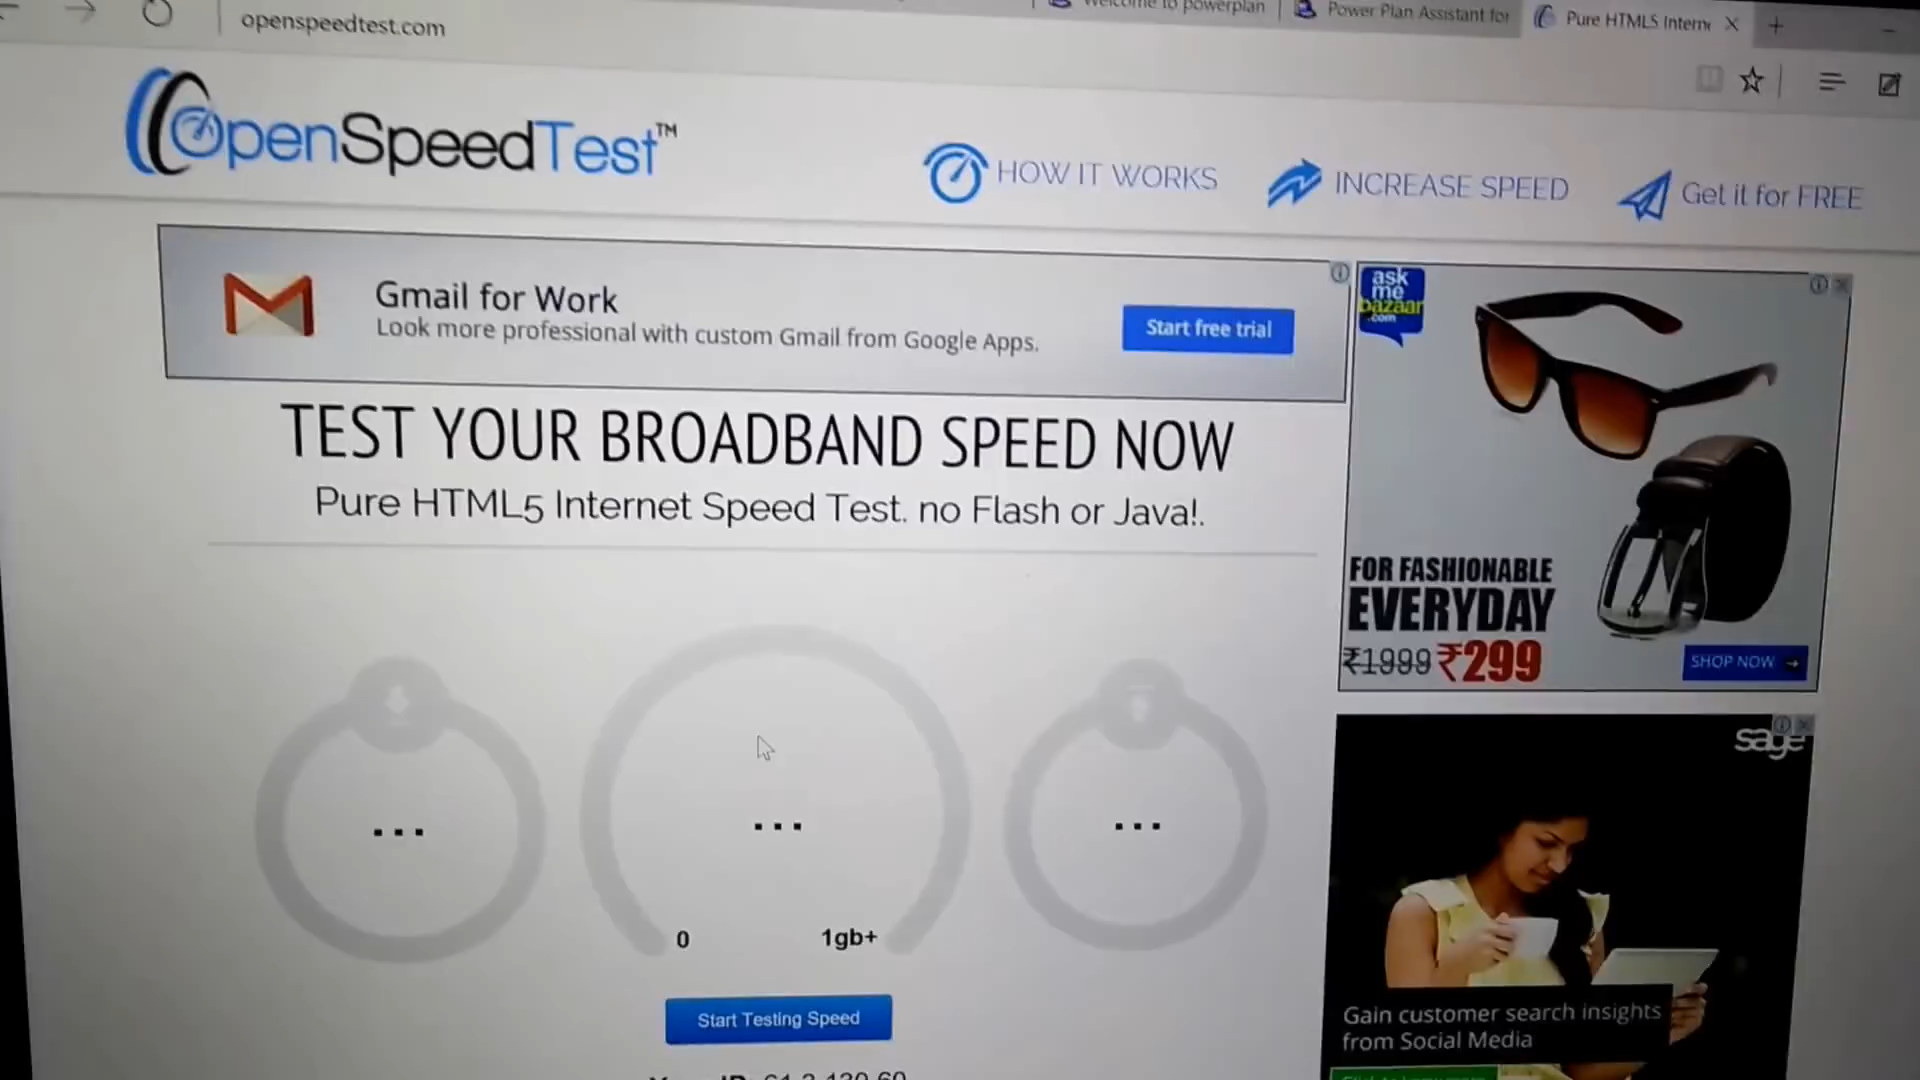 openspeedtest.com
Welcome to powerplan
Power Plan Assistant for
Pure HTML5 Intern
OpenSpeedTest™
HOW IT WORKS
INCREASE SPEED
Get it for FREE
Gmail for Work
Look more professional with custom Gmail from Google Apps.
Start free trial
ask
me
bazaar
.com
TEST YOUR BROADBAND SPEED NOW
Pure HTML5 Internet Speed Test. no Flash or Java!.
FOR FASHIONABLE
EVERYDAY
₹1999 ₹299
SHOP NOW →
sage
...
...
...
0
1gb+
Start Testing Speed
Gain customer search insights
from Social Media